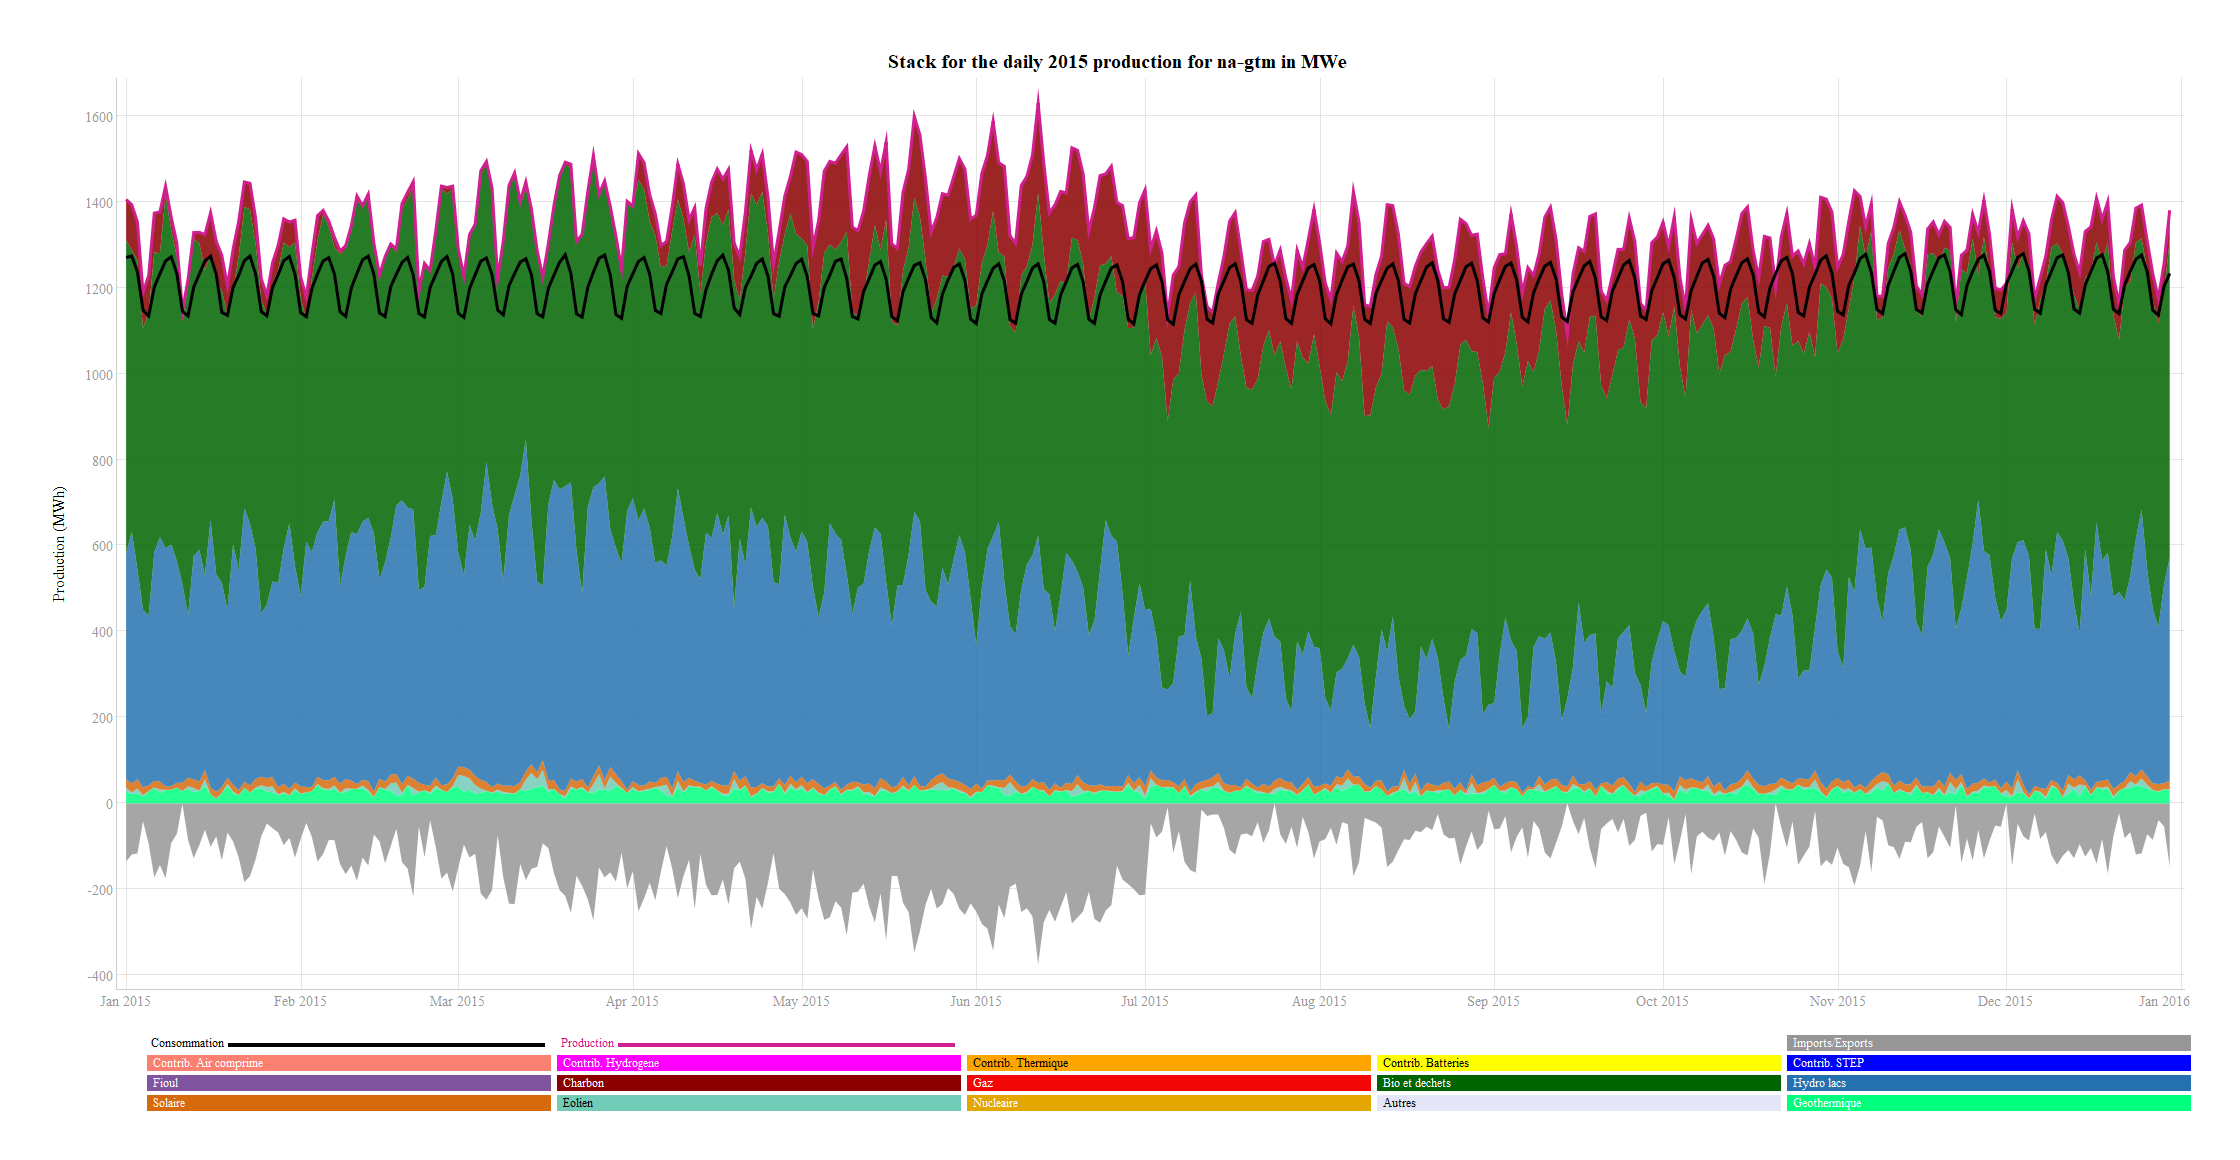 Stack for the daily 2015 production for na-gtm in MWe
Production (MWh)
1600
1400
1200
1000
800
600
400
200
0
-200
-400
Jan 2015 Feb 2015 Mar 2015 Apr 2015 May 2015 Jun 2015 Jul 2015 Aug 2015 Sep 2015 Oct 2015 Nov 2015 Dec 2015 Jan 2016
Consommation Production Imports/Exports
Contrib. Air comprime Contrib. Hydrogene Contrib. Thermique Contrib. Batteries Contrib. STEP
Fioul Charbon Gaz Bio et dechets Hydro lacs
Solaire Eolien Nucleaire Autres Geothermique